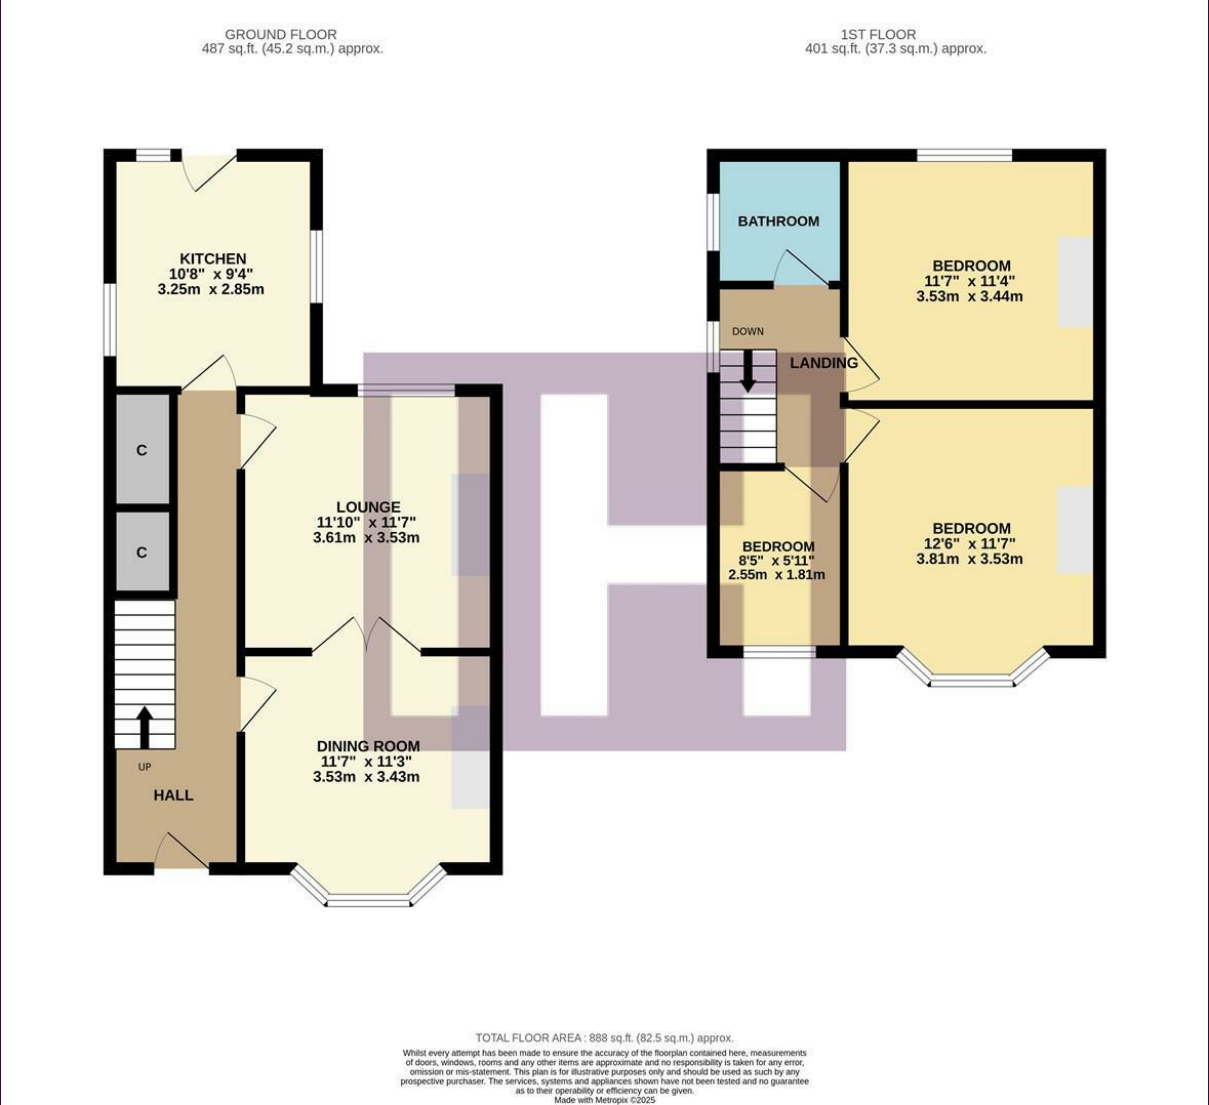 GROUND FLOOR
487 sq.ft. (45.2 sq.m.) approx.
1ST FLOOR
401 sq.ft. (37.3 sq.m.) approx.
KITCHEN
10'8" x 9'4"
3.25m x 2.85m
C
C
LOUNGE
11'10" x 11'7"
3.61m x 3.53m
DINING ROOM
11'7" x 11'3"
3.53m x 3.43m
UP
HALL
BATHROOM
BEDROOM
11'7" x 11'4"
3.53m x 3.44m
DOWN
LANDING
BEDROOM
8'5" x 5'11"
2.55m x 1.81m
BEDROOM
12'6" x 11'7"
3.81m x 3.53m
TOTAL FLOOR AREA : 888 sq.ft. (82.5 sq.m.) approx.
Whilst every attempt has been made to ensure the accuracy of the floorplan contained here, measurements
of doors, windows, rooms and any other items are approximate and no responsibility is taken for any error,
omission or mis-statement. This plan is for illustrative purposes only and should be used as such by any
prospective purchaser. The services, systems and appliances shown have not been tested and no guarantee
as to their operability or efficiency can be given.
Made with Metropix ©2025